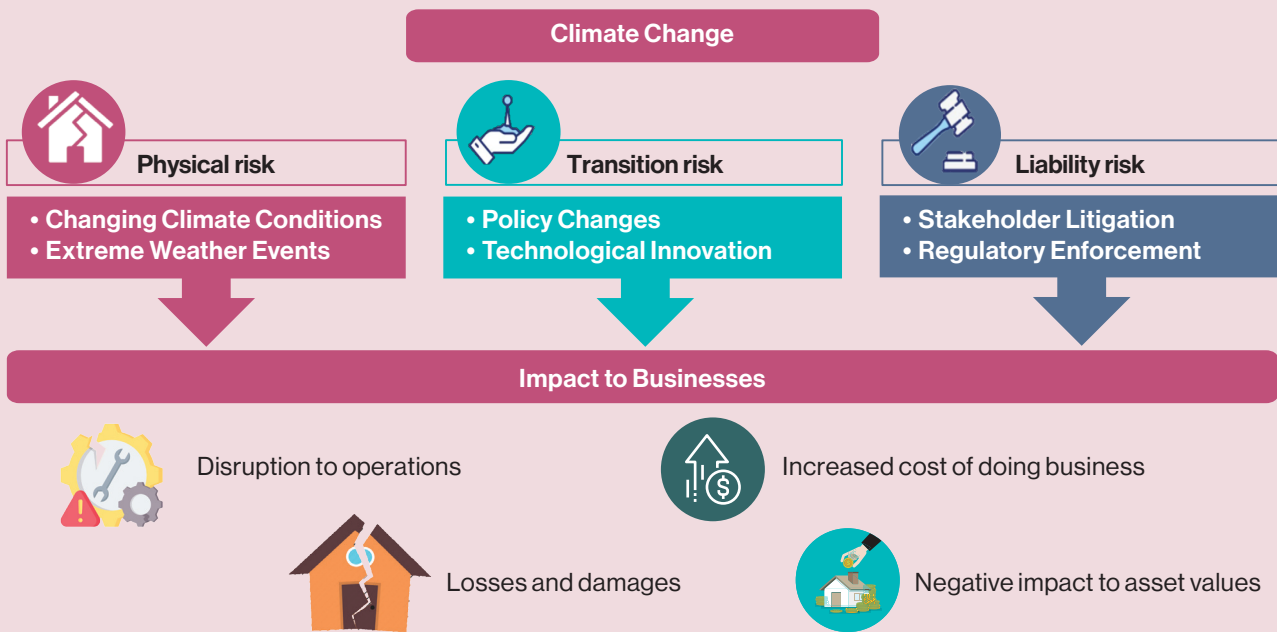 Climate Change
Physical risk
Transition risk
Liability risk
• Changing Climate Conditions
• Extreme Weather Events
• Policy Changes
• Technological Innovation
• Stakeholder Litigation
• Regulatory Enforcement
Impact to Businesses
Disruption to operations
Increased cost of doing business
Losses and damages
Negative impact to asset values